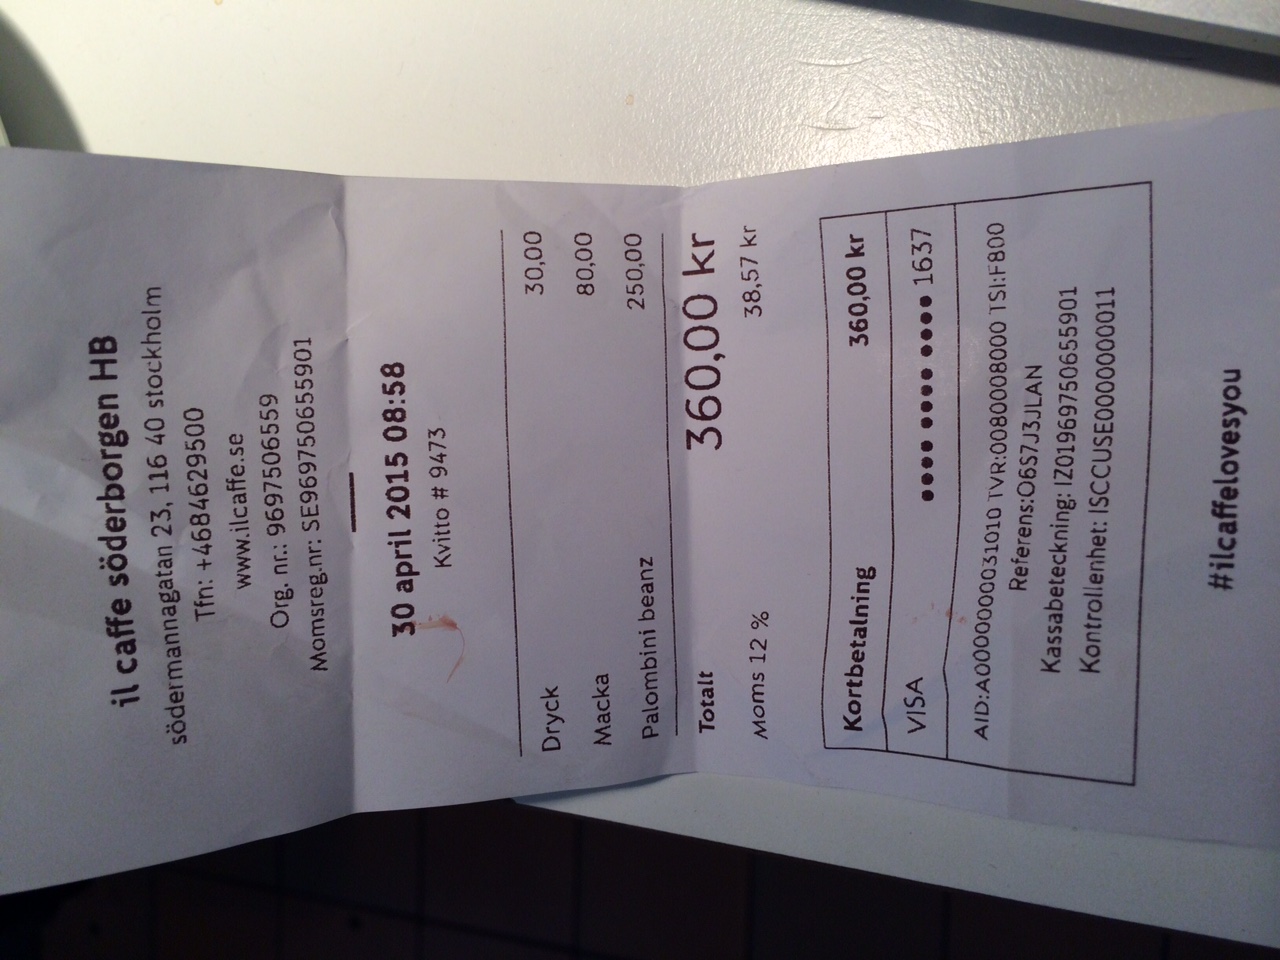 il caffe söderborgen HB
södermannagatan 23, 116 40 stockholm
Tfn: +4684629500
www.ilcaffe.se
Org. nr.: 9697506559
Momsreg.nr: SE969750655901
30 april 2015 08:58
Kvitto # 9473
Dryck 30,00
Macka 80,00
Palombini beanz 250,00
Totalt 360,00 kr
Moms 12 % 38,57 kr
Kortbetalning 360,00 kr
VISA •••• •••• •••• 1637
AID:A0000000031010 TVR:0080008000 TSI:F800
Referens:O6S7J3JLAN
Kassabeteckning: IZ01969750655901
Kontrollenhet: ISCCUSE0000000011
#ilcaffelovesyou